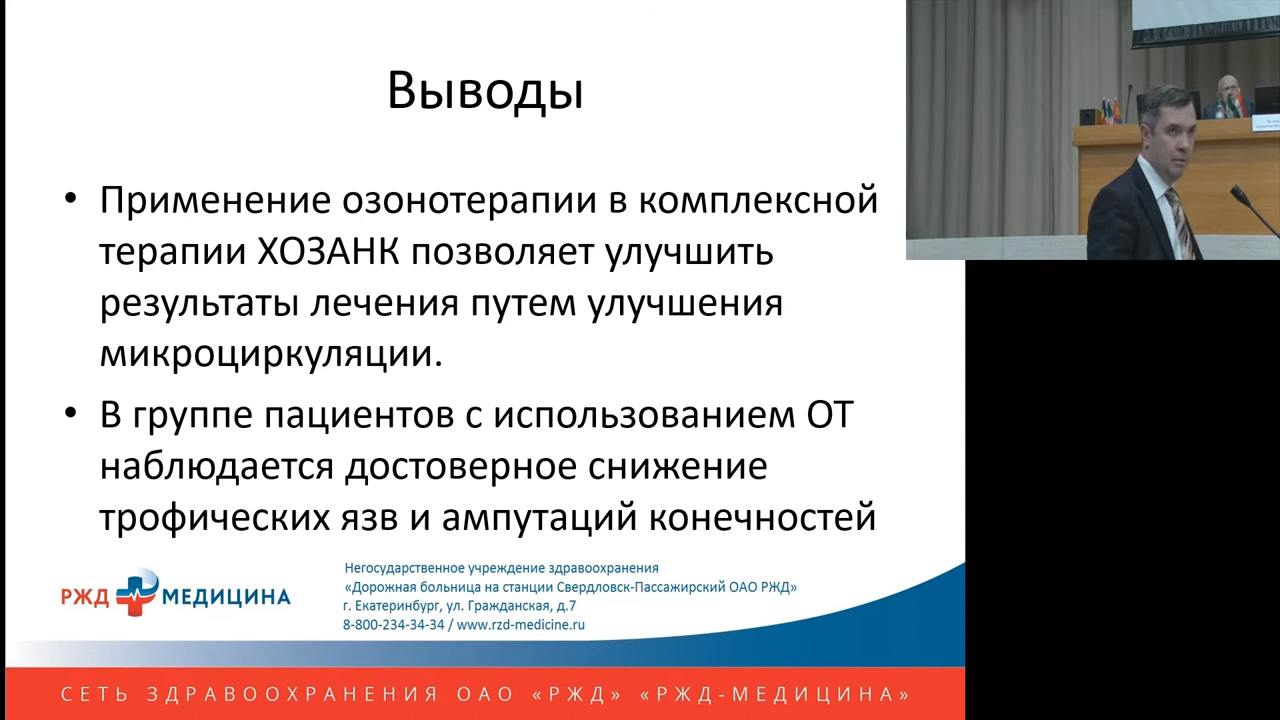 Выводы
• Применение озонотерапии в комплексной
терапии ХОЗАНК позволяет улучшить
результаты лечения путем улучшения
микроциркуляции.
• В группе пациентов с использованием ОТ
наблюдается достоверное снижение
трофических язв и ампутаций конечностей
РЖД МЕДИЦИНА
Негосударственное учреждение здравоохранения
«Дорожная больница на станции Свердловск-Пассажирский ОАО РЖД»
г. Екатеринбург, ул. Гражданская, д.7
8-800-234-34-34 / www.rzd-medicine.ru
СЕТЬ ЗДРАВООХРАНЕНИЯ ОАО «РЖД» «РЖД-МЕДИЦИНА»